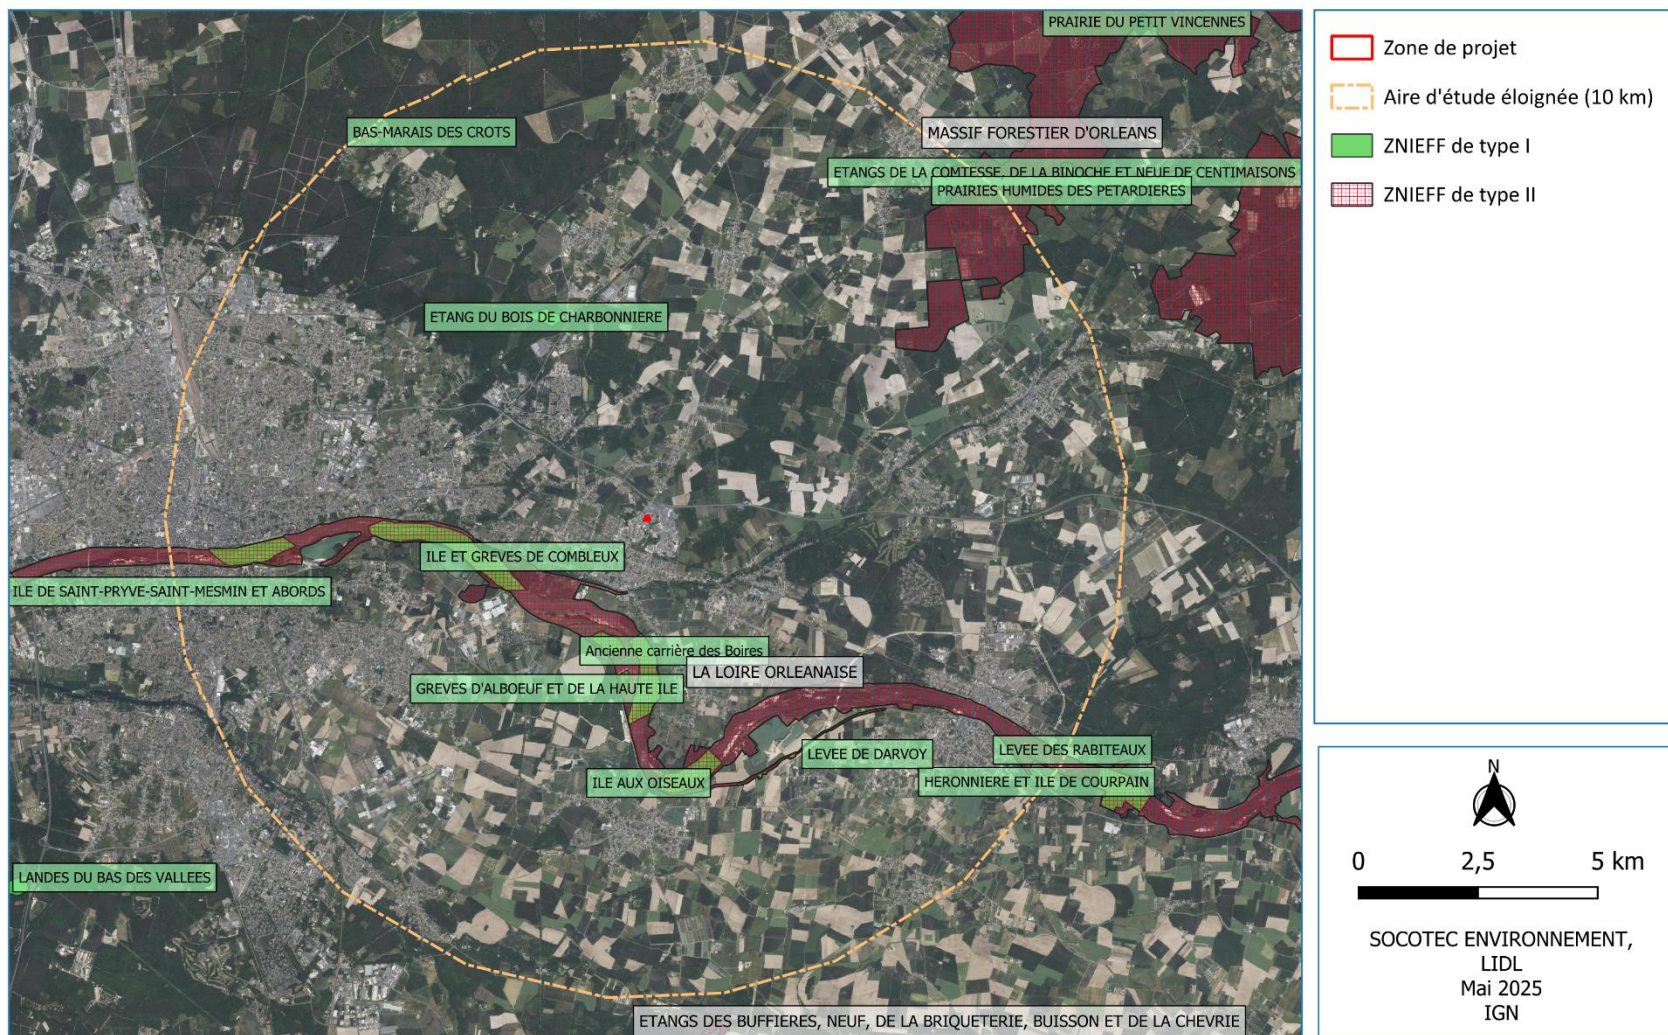 PRAIRIE DU PETIT VINCENNES
BAS-MARAIS DES CROTS
MASSIF FORESTIER D'ORLEANS
ETANGS DE LA COMTESSE, DE LA BINOCHE ET NEUF DE CENTIMAISONS
PRAIRIES HUMIDES DES PETARDIERES
ETANG DU BOIS DE CHARBONNIERE
ILE ET GREVES DE COMBLEUX
ILE DE SAINT-PRYVE-SAINT-MESMIN ET ABORDS
Ancienne carrière des Boires
LA LOIRE ORLEANAISE
GREVES D'ALBOEUF ET DE LA HAUTE ILE
LEVEE DES RABITEAUX
LEVEE DE DARVOY
ILE AUX OISEAUX
HERONNIERE ET ILE DE COURPAIN
LANDES DU BAS DES VALLEES
ETANGS DES BUFFIERES, NEUF, DE LA BRIQUETERIE, BUISSON ET DE LA CHEVRIE
Zone de projet
Aire d'étude éloignée (10 km)
ZNIEFF de type I
ZNIEFF de type II
N
0 2,5 5 km
SOCOTEC ENVIRONNEMENT,
LIDL
Mai 2025
IGN